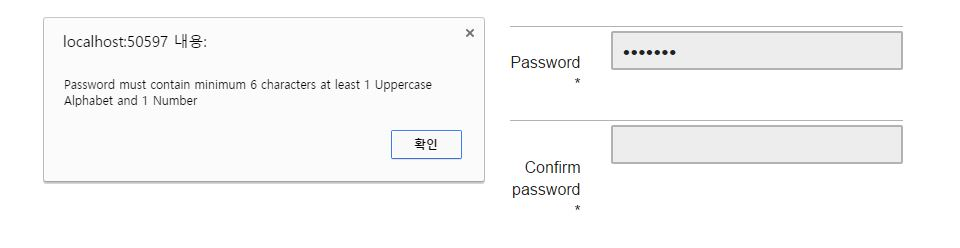 localhost:50597 내용:
Password must contain minimum 6 characters at least 1 Uppercase
Alphabet and 1 Number
확인
Password
*
•••••••
Confirm
password
*